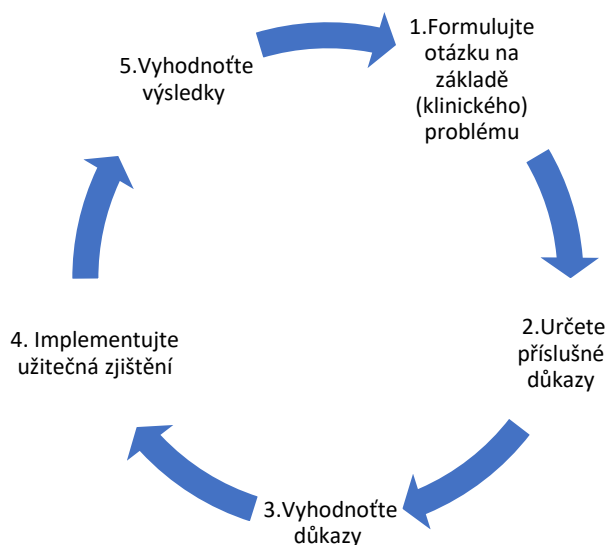 1.Formulujte
otázku na
základě
(klinického)
problému
2.Určete
příslušné
důkazy
3.Vyhodnoťte
důkazy
4. Implementujte
užitečná zjištění
5.Vyhodnoťte
výsledky